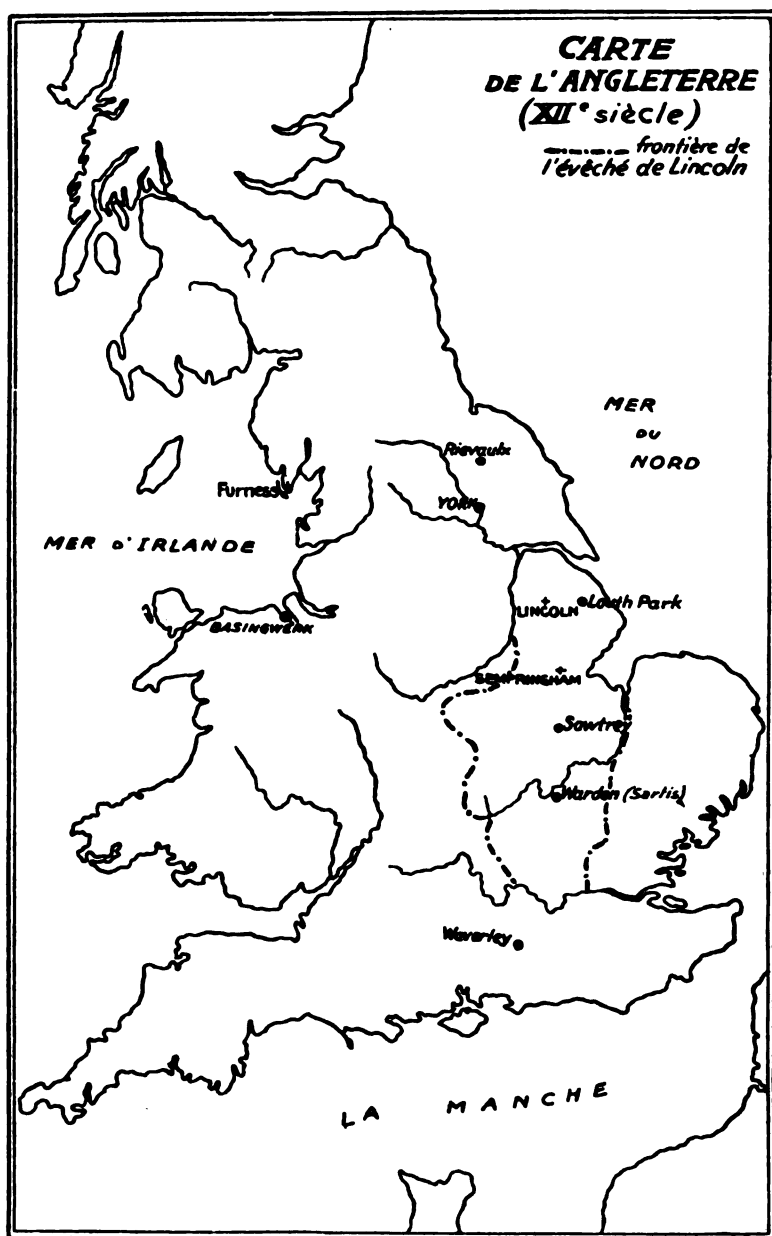 CARTE
DE L'ANGLETERRE
(XIIe siècle)
frontière de
l'évêché de Lincoln
MER
DU
NORD
Rievaulx
Furness
YORK
MER D'IRLANDE
LINCOLN
Louth Park
BASINGWERK
SEMPRINGHAM
Sawtrey
Warden (Sartis)
Waverley
LA MANCHE